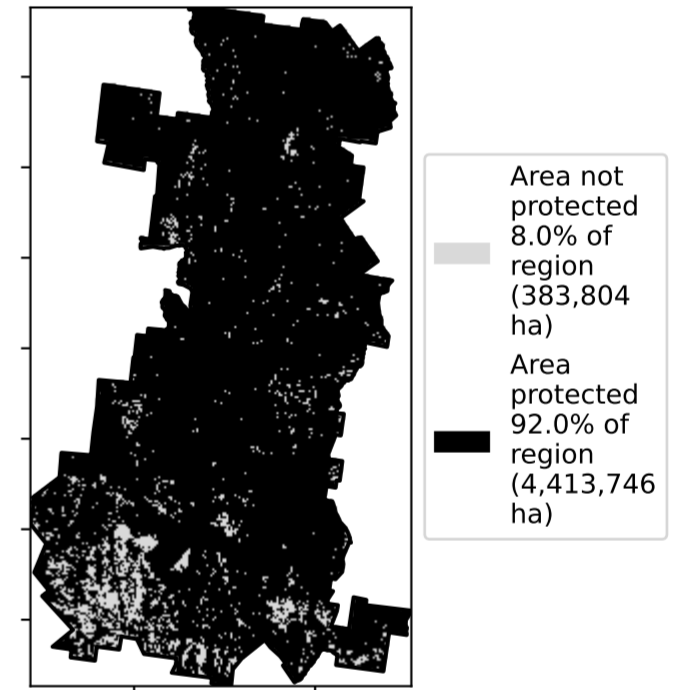 Area not
protected
8.0% of
region
(383,804
ha)
Area
protected
92.0% of
region
(4,413,746
ha)